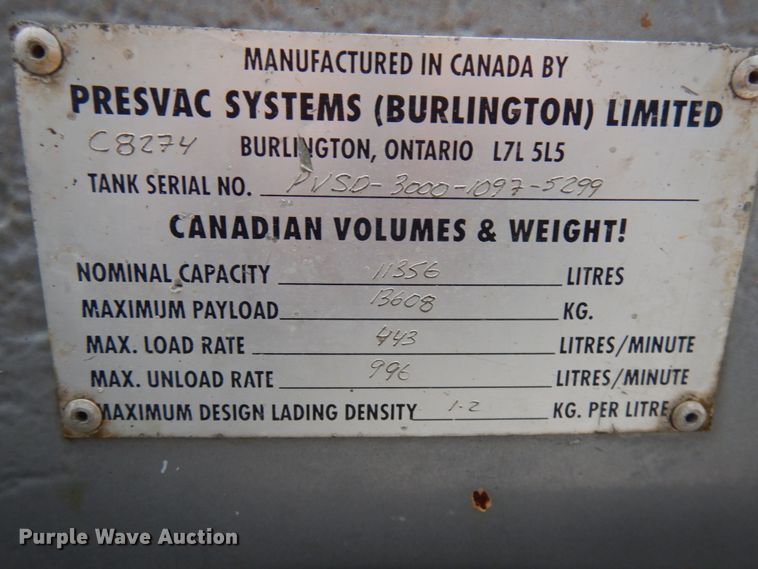 MANUFACTURED IN CANADA BY
PRESVAC SYSTEMS (BURLINGTON) LIMITED
C8274 BURLINGTON, ONTARIO L7L 5L5
TANK SERIAL NO. PVSD-3000-1097-5299
CANADIAN VOLUMES & WEIGHT!
NOMINAL CAPACITY 11356 LITRES
MAXIMUM PAYLOAD 13608 KG.
MAX. LOAD RATE 443 LITRES/MINUTE
MAX. UNLOAD RATE 996 LITRES/MINUTE
MAXIMUM DESIGN LADING DENSITY 1.2 KG. PER LITRE
Purple Wave Auction